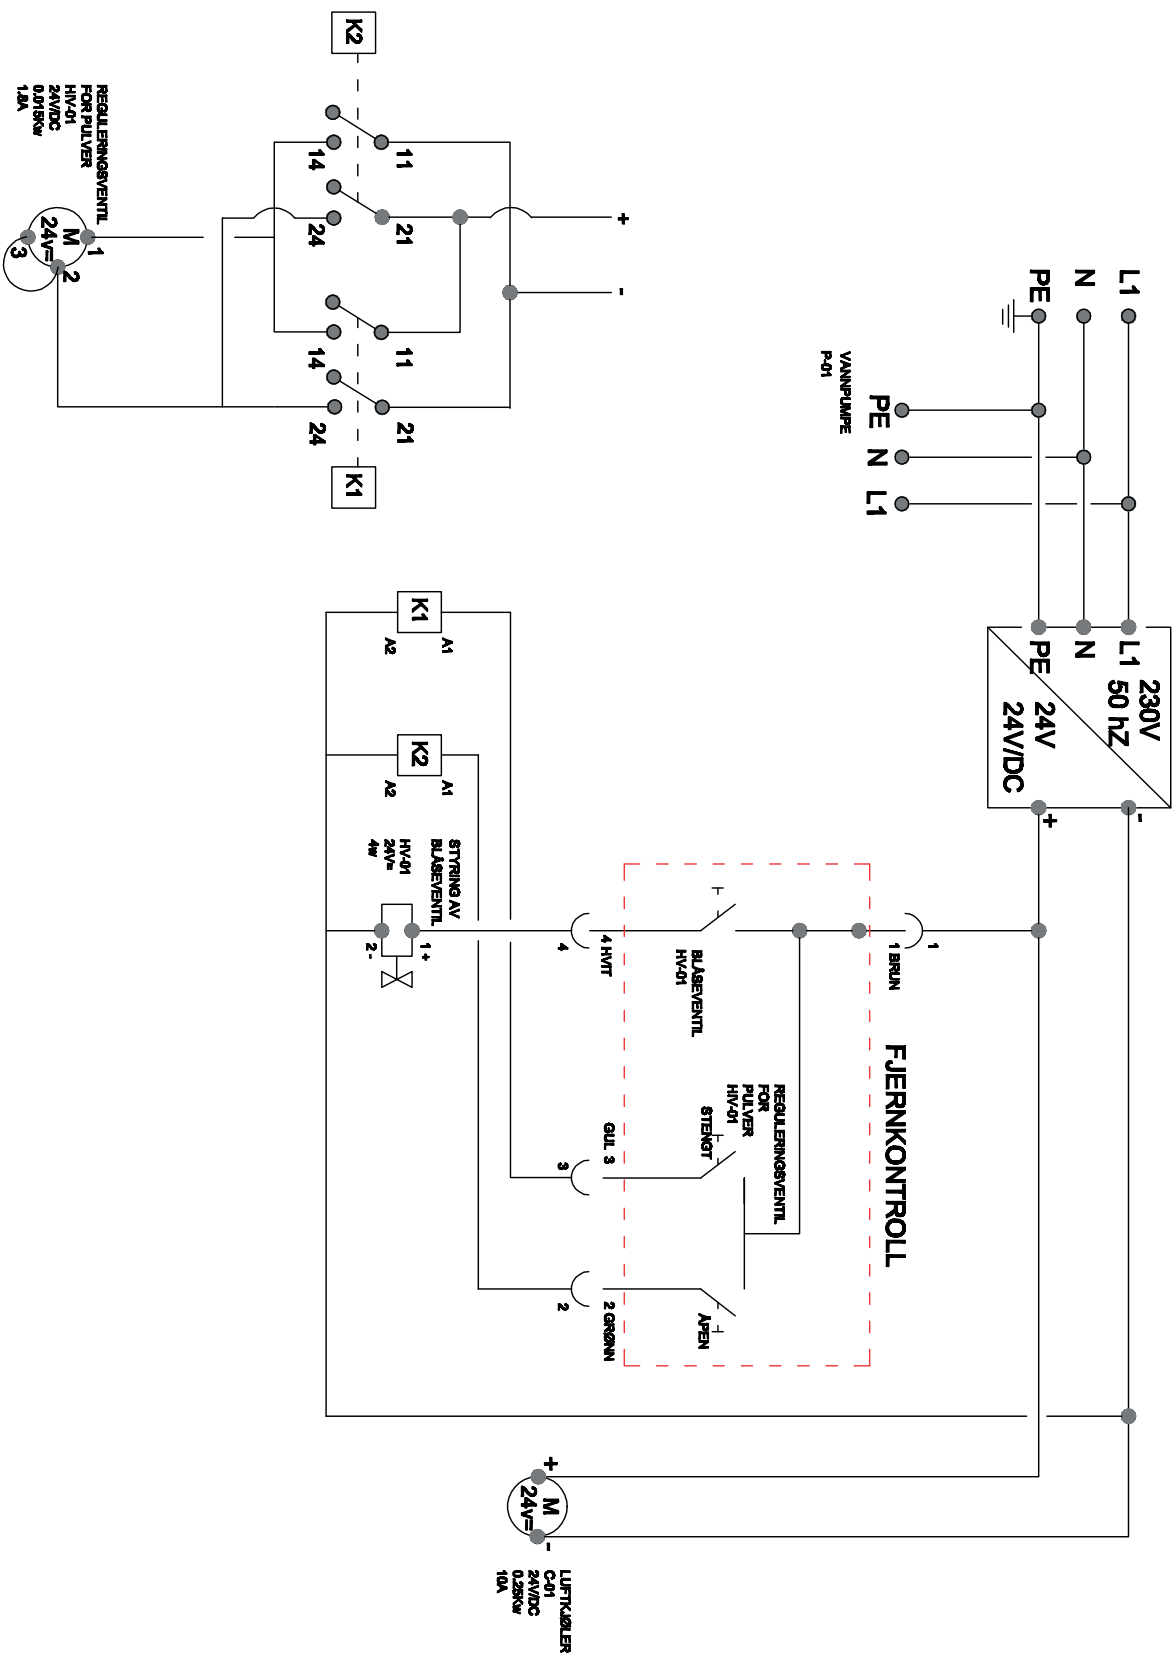 L1
N
PE
VANNPUMPE
P-01
PE
N
L1
L1
N
PE
230V
50 hZ
24V
24V/DC
-
+
FJERNKONTROLL
1
1 BRUN
BLÅSEVENTIL
HV-01
REGULERINGSVENTIL
FOR
PULVER
HIV-01
STENGT
ÅPEN
4 HVIT
4
GUL 3
3
2 GRØNN
2
K1
A1
A2
K2
A1
A2
STYRING AV
BLÅSEVENTIL
HV-01
24V=
4w
1 +
2 -
+
M
24v=
-
LUFTKJØLER
C-01
24V/DC
0.25Kw
10A
+
-
K2
11
14
21
24
11
14
21
24
K1
REGULERINGSVENTIL
FOR PULVER
HIV-01
24V/DC
0.015Kw
1.8A
M
24v=
1
2
3